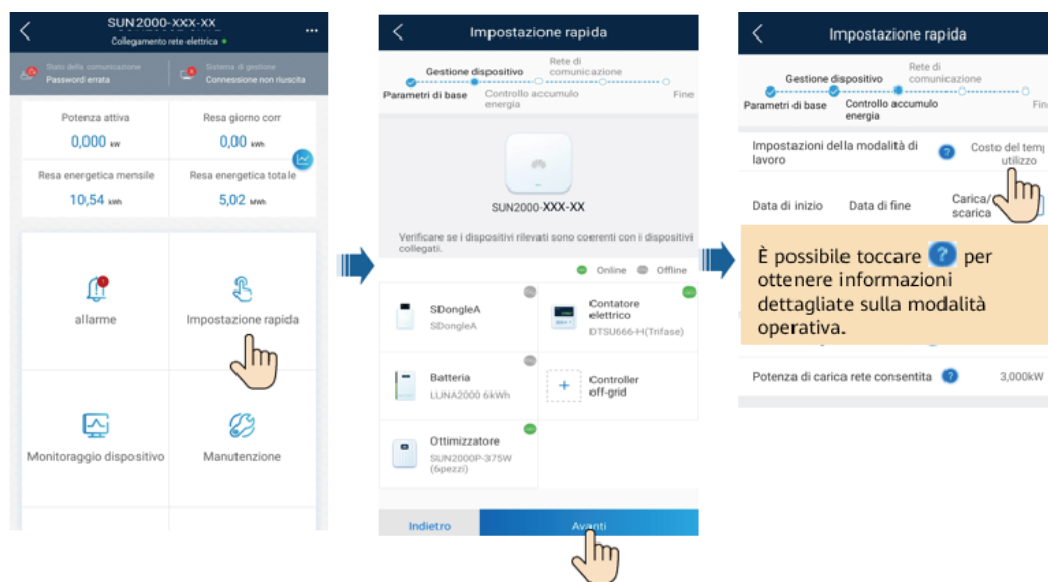 SUN2000-XXX-XX
Collegamento rete elettrica
Stato della comunicazione
Password errata
Sistema di gestione
Connessione non riuscita
Potenza attiva
0,000 kW
Resa giorno corr
0,00 kWh
Resa energetica mensile
10,54 kWh
Resa energetica totale
5,02 MWh
allarme
Impostazione rapida
Monitoraggio dispositivo
Manutenzione
Impostazione rapida
Gestione dispositivo
Rete di
comunicazione
Parametri di base
Controllo accumulo
energia
Fine
SUN2000-XXX-XX
Verificare se i dispositivi rilevati sono coerenti con i dispositivi
collegati.
Online
Offline
SDongleA
SDongleA
Contatore
elettrico
DTSU666-H(Trifase)
Batteria
LUNA2000 6kWh
Controller
off-grid
Ottimizzatore
SUN2000P-375W
(6pezzi)
Indietro
Avanti
Impostazione rapida
Gestione dispositivo
Rete di
comunicazione
Parametri di base
Controllo accumulo
energia
Fin
Impostazioni della modalità di
lavoro
Costo del temp
utilizzo
Data di inizio
Data di fine
Carica/
scarica
È possibile toccare ? per
ottenere informazioni
dettagliate sulla modalità
operativa.
Potenza di carica rete consentita ?
3,000kW